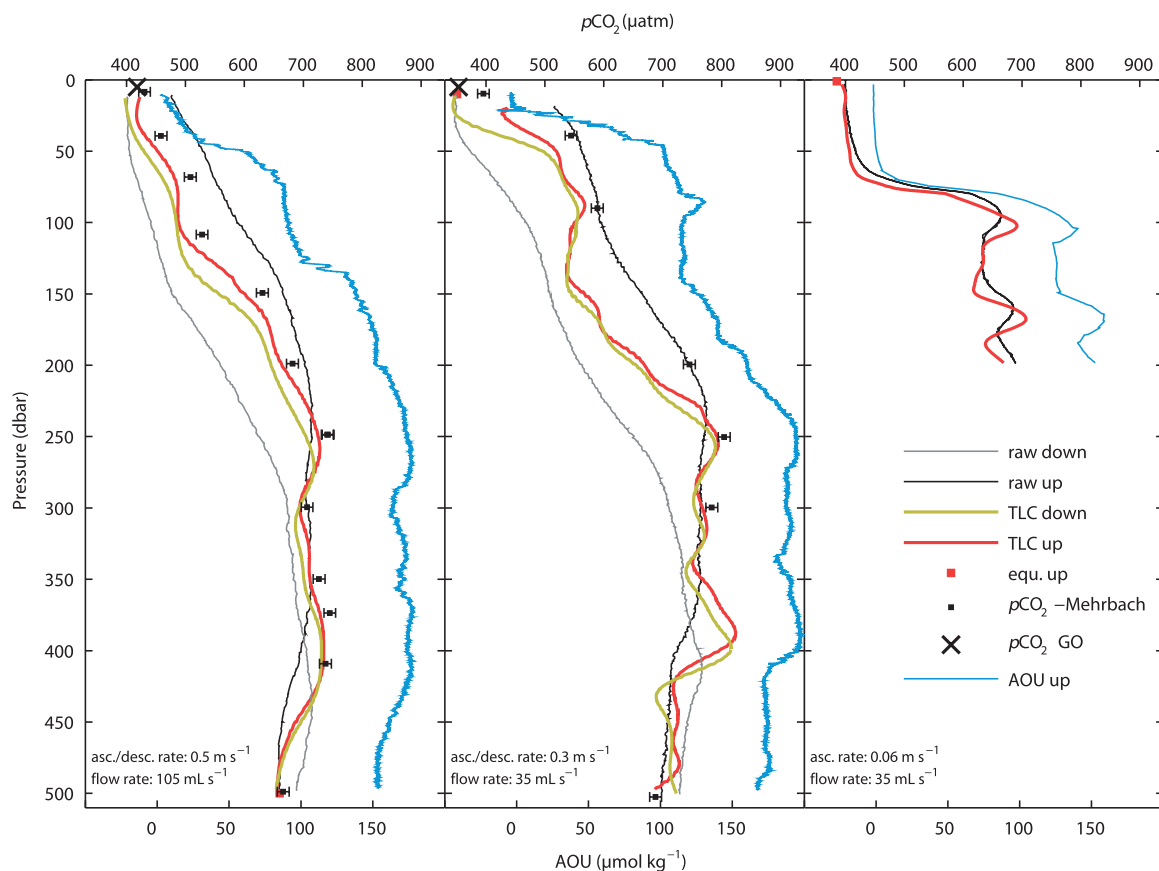 pCO₂ (µatm)
400 500 600 700 800 900
400 500 600 700 800 900
400 500 600 700 800 900
0
50
100
150
200
250
300
350
400
450
500
Pressure (dbar)
raw down
raw up
TLC down
TLC up
equ. up
pCO₂ –Mehrbach
pCO₂ GO
AOU up
asc./desc. rate: 0.5 m s⁻¹
flow rate: 105 mL s⁻¹
asc./desc. rate: 0.3 m s⁻¹
flow rate: 35 mL s⁻¹
asc. rate: 0.06 m s⁻¹
flow rate: 35 mL s⁻¹
0 50 100 150
0 50 100 150
0 50 100 150
AOU (µmol kg⁻¹)